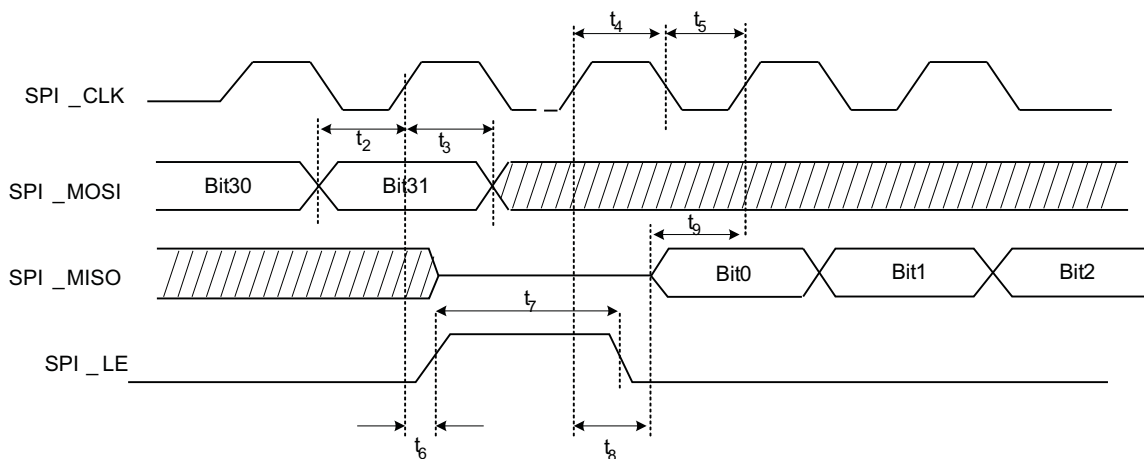 t4 t5
SPI _CLK
t2 t3
SPI _MOSI Bit30 Bit31
t9
SPI _MISO Bit0 Bit1 Bit2
t7
SPI _ LE
t6 t8